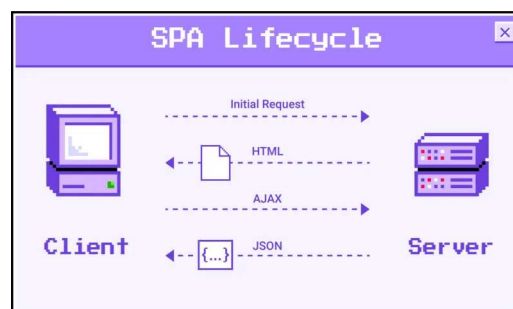 SPA Lifecycle
Initial Request
HTML
AJAX
Client
Server
JSON
{...}